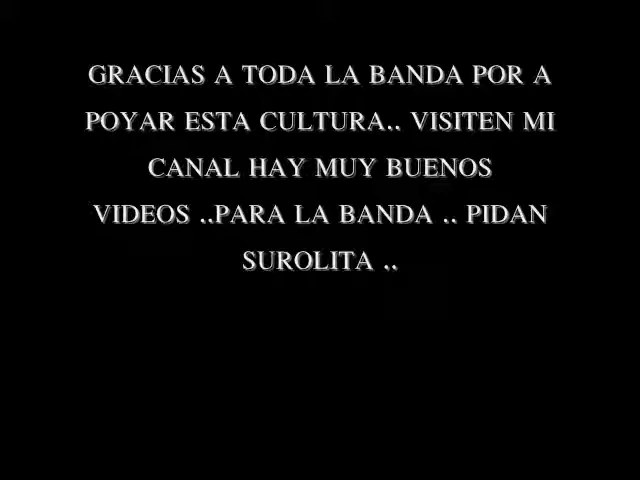 GRACIAS A TODA LA BANDA POR A
POYAR ESTA CULTURA.. VISITEN MI
CANAL HAY MUY BUENOS
VIDEOS ..PARA LA BANDA .. PIDAN
SUROLITA ..